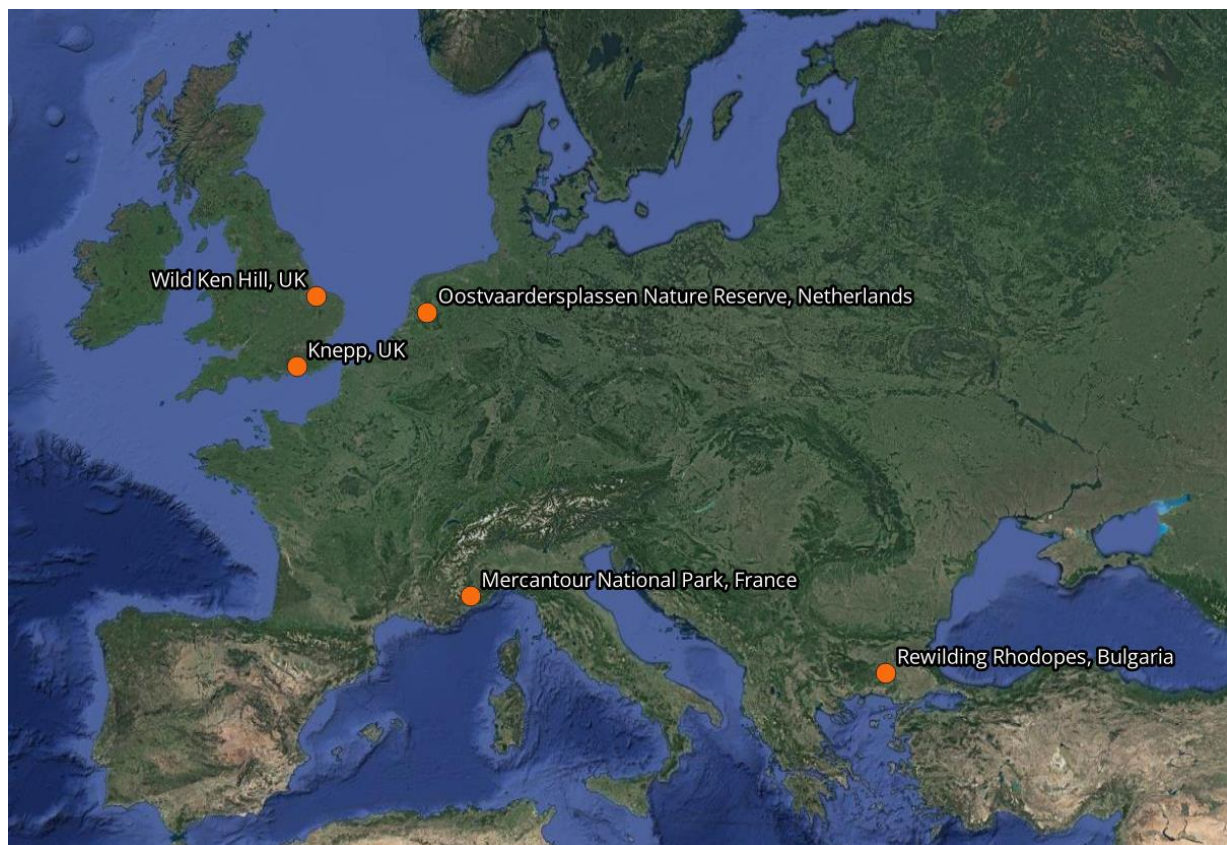 Wild Ken Hill, UK
Oostvaardersplassen Nature Reserve, Netherlands
Knepp, UK
Mercantour National Park, France
Rewilding Rhodopes, Bulgaria